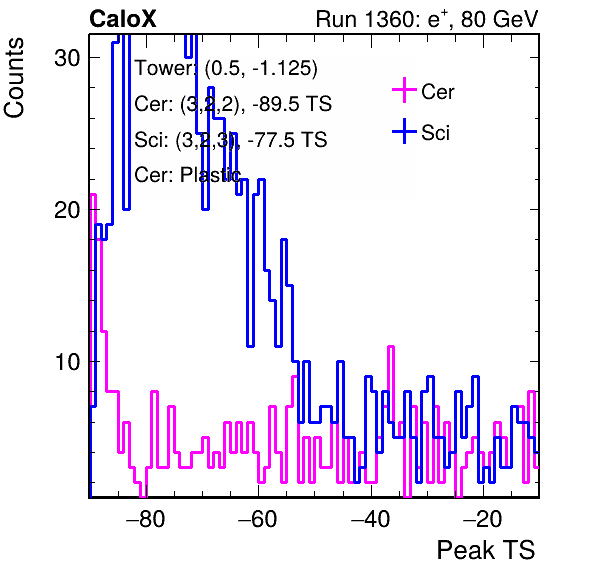 CaloX Run 1360: e+, 80 GeV
Counts
30
20
10
Tower: (0.5, -1.125)
Cer: (3,2,2), -89.5 TS
Sci: (3,2,3), -77.5 TS
Cer: Plastic
Cer
Sci
−80 −60 −40 −20
Peak TS